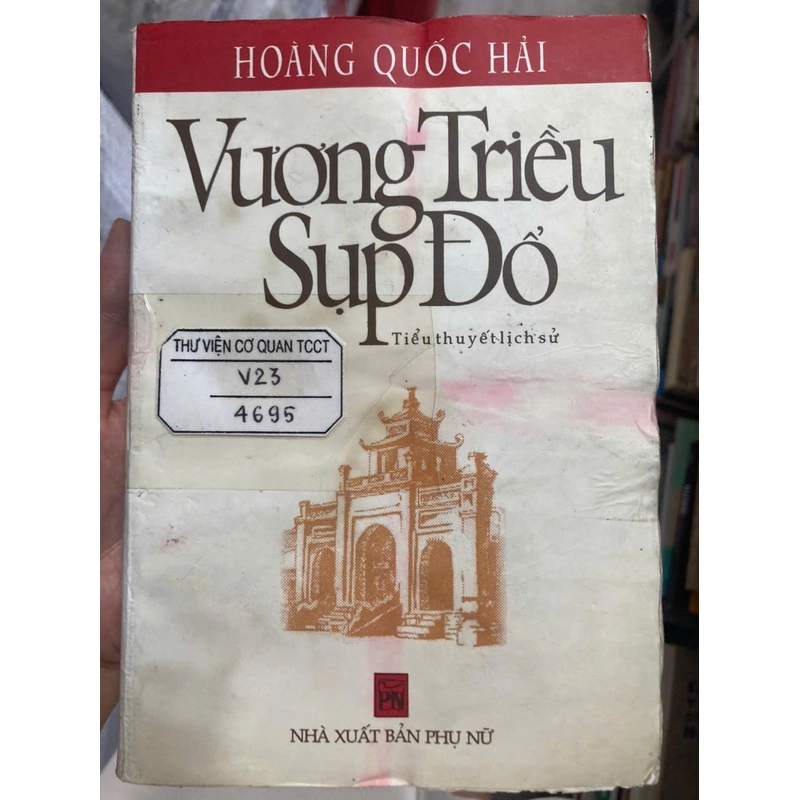 HOÀNG QUỐC HẢI
Vương Triều
Sụp Đổ
Tiểu thuyết lịch sử
THƯ VIỆN CƠ QUAN TCCT
V23
4695
PN
NHÀ XUẤT BẢN PHỤ NỮ